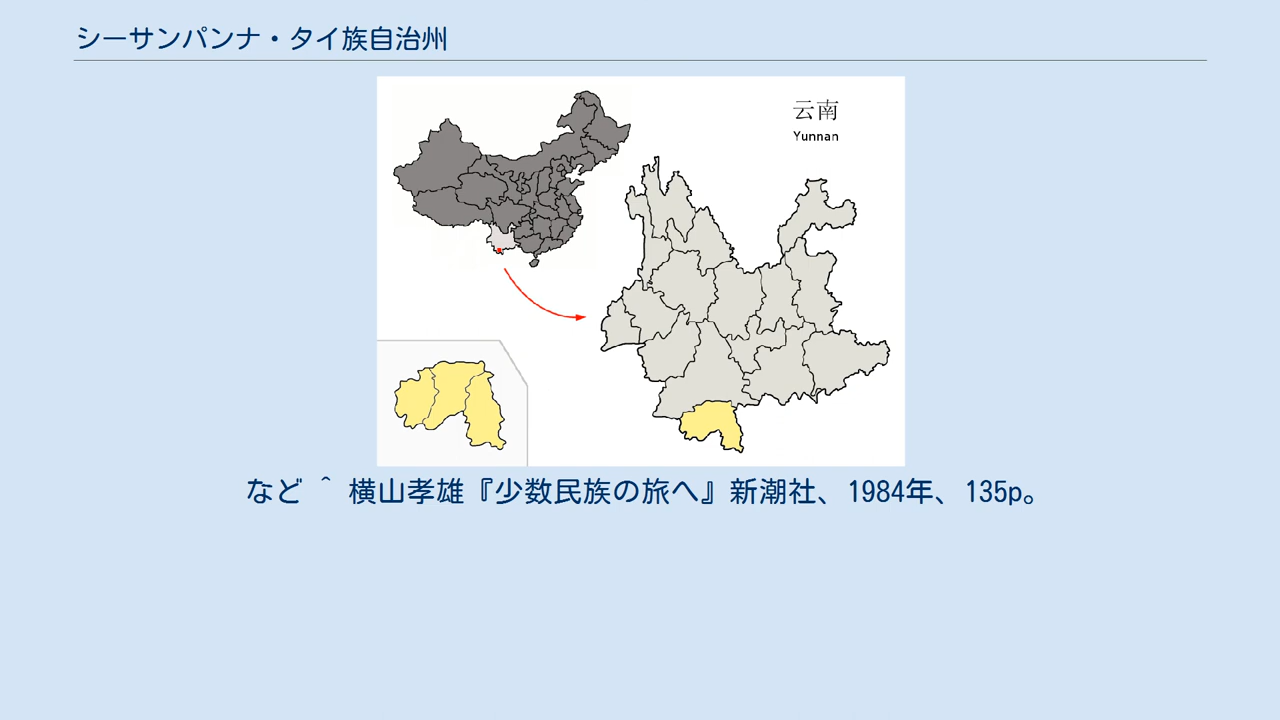 シーサンパンナ・タイ族自治州
云南
Yunnan
など ^ 横山孝雄『少数民族の旅へ』新潮社、1984年、135p。